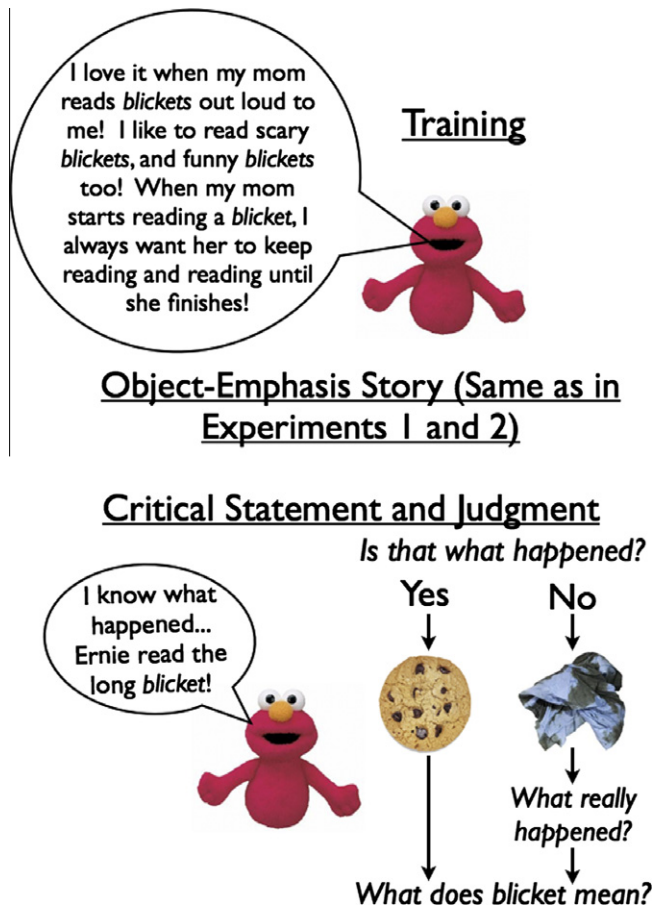 I love it when my mom
reads blickets out loud to
me! I like to read scary
blickets, and funny blickets
too! When my mom
starts reading a blicket, I
always want her to keep
reading and reading until
she finishes!
Training
Object-Emphasis Story (Same as in
Experiments 1 and 2)
Critical Statement and Judgment
Is that what happened?
Yes
No
I know what
happened...
Ernie read the
long blicket!
What really
happened?
What does blicket mean?